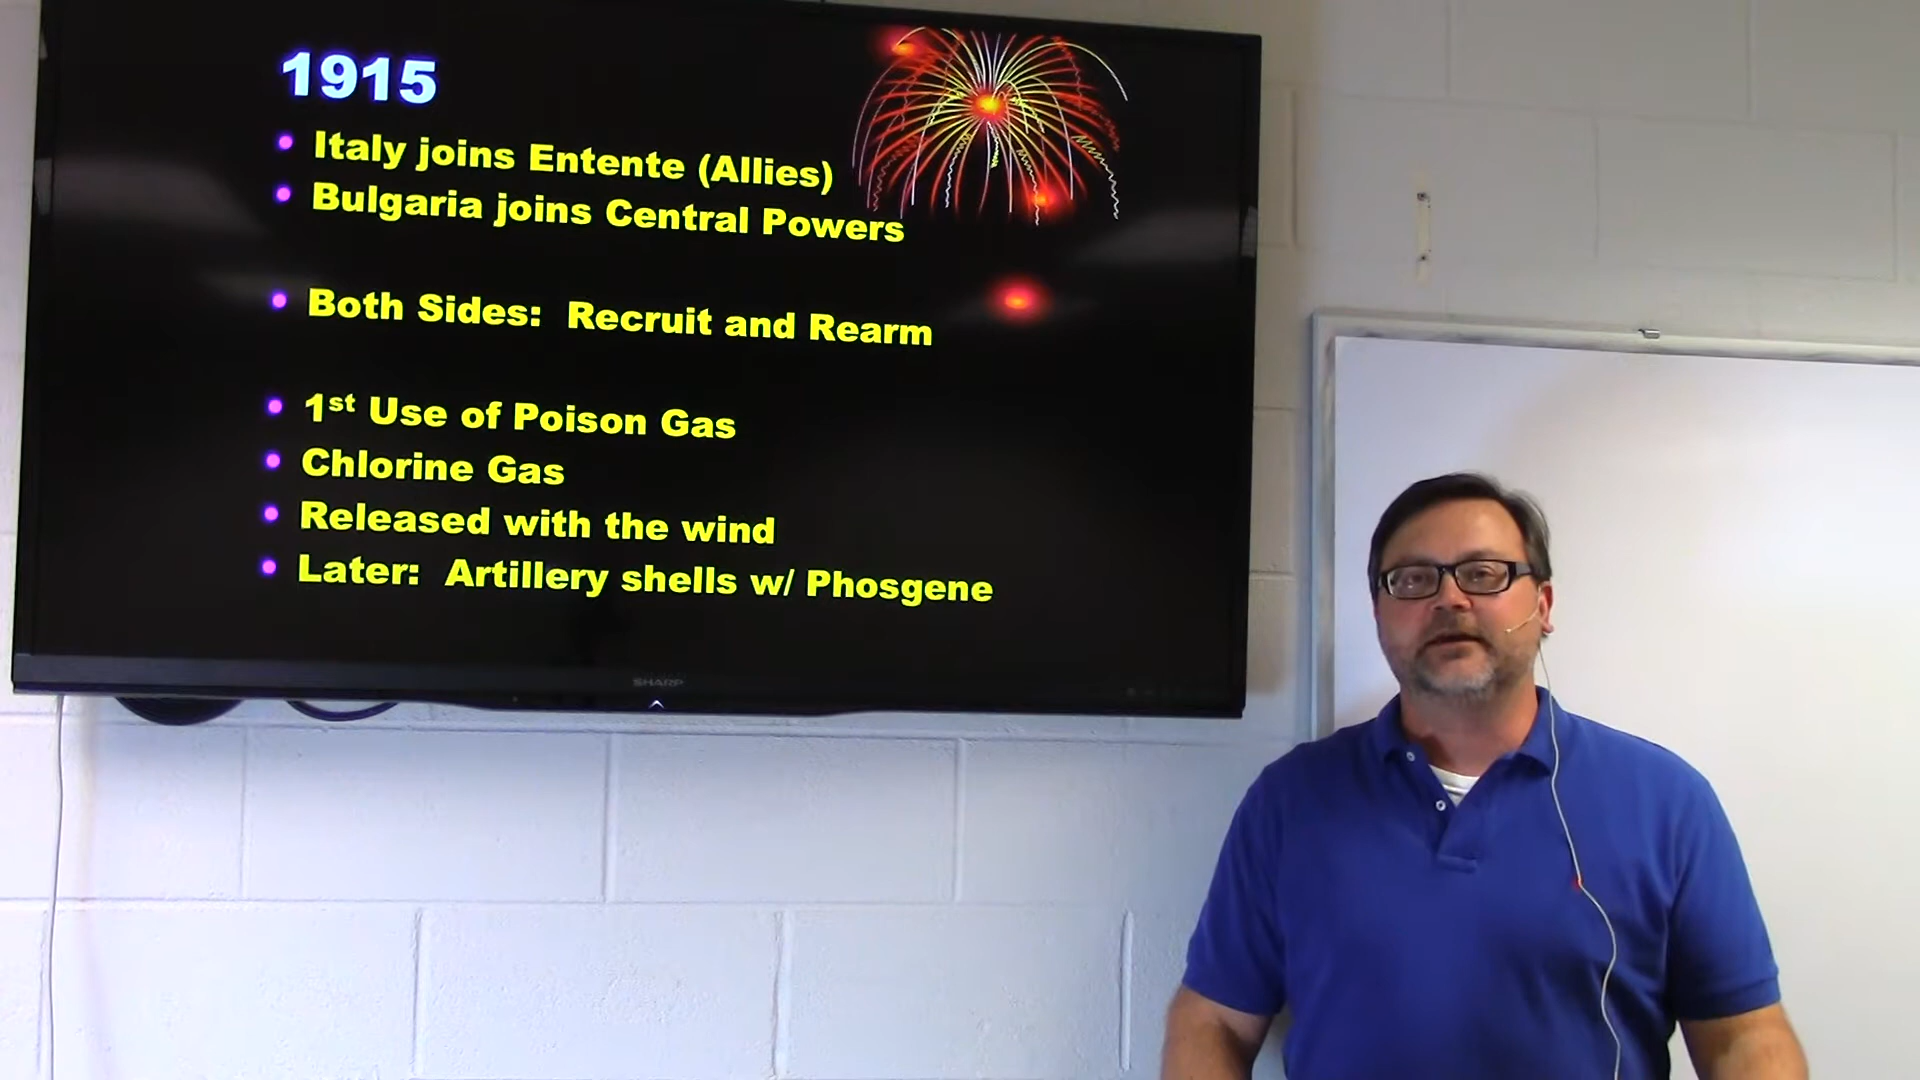 1915
• Italy joins Entente (Allies)
• Bulgaria joins Central Powers
• Both Sides: Recruit and Rearm
• 1st Use of Poison Gas
• Chlorine Gas
• Released with the wind
• Later: Artillery shells w/ Phosgene
SHARP